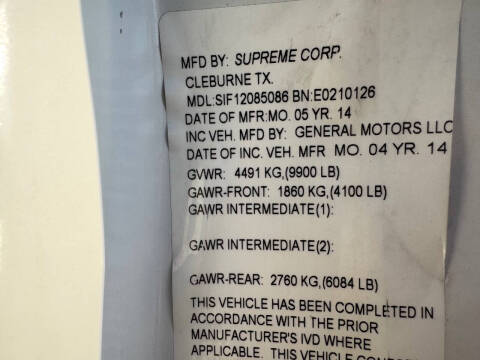 MFD BY: SUPREME CORP.
CLEBURNE TX.
MDL:SIF12085086 BN:E0210126
DATE OF MFR:MO. 05 YR. 14
INC VEH. MFD BY: GENERAL MOTORS LLC
DATE OF INC. VEH. MFR MO. 04 YR. 14
GVWR: 4491 KG,(9900 LB)
GAWR-FRONT: 1860 KG,(4100 LB)
GAWR INTERMEDIATE(1):
GAWR INTERMEDIATE(2):
GAWR-REAR: 2760 KG,(6084 LB)
THIS VEHICLE HAS BEEN COMPLETED IN
ACCORDANCE WITH THE PRIOR
MANUFACTURER'S IVD WHERE
APPLICABLE. THIS VEHICLE